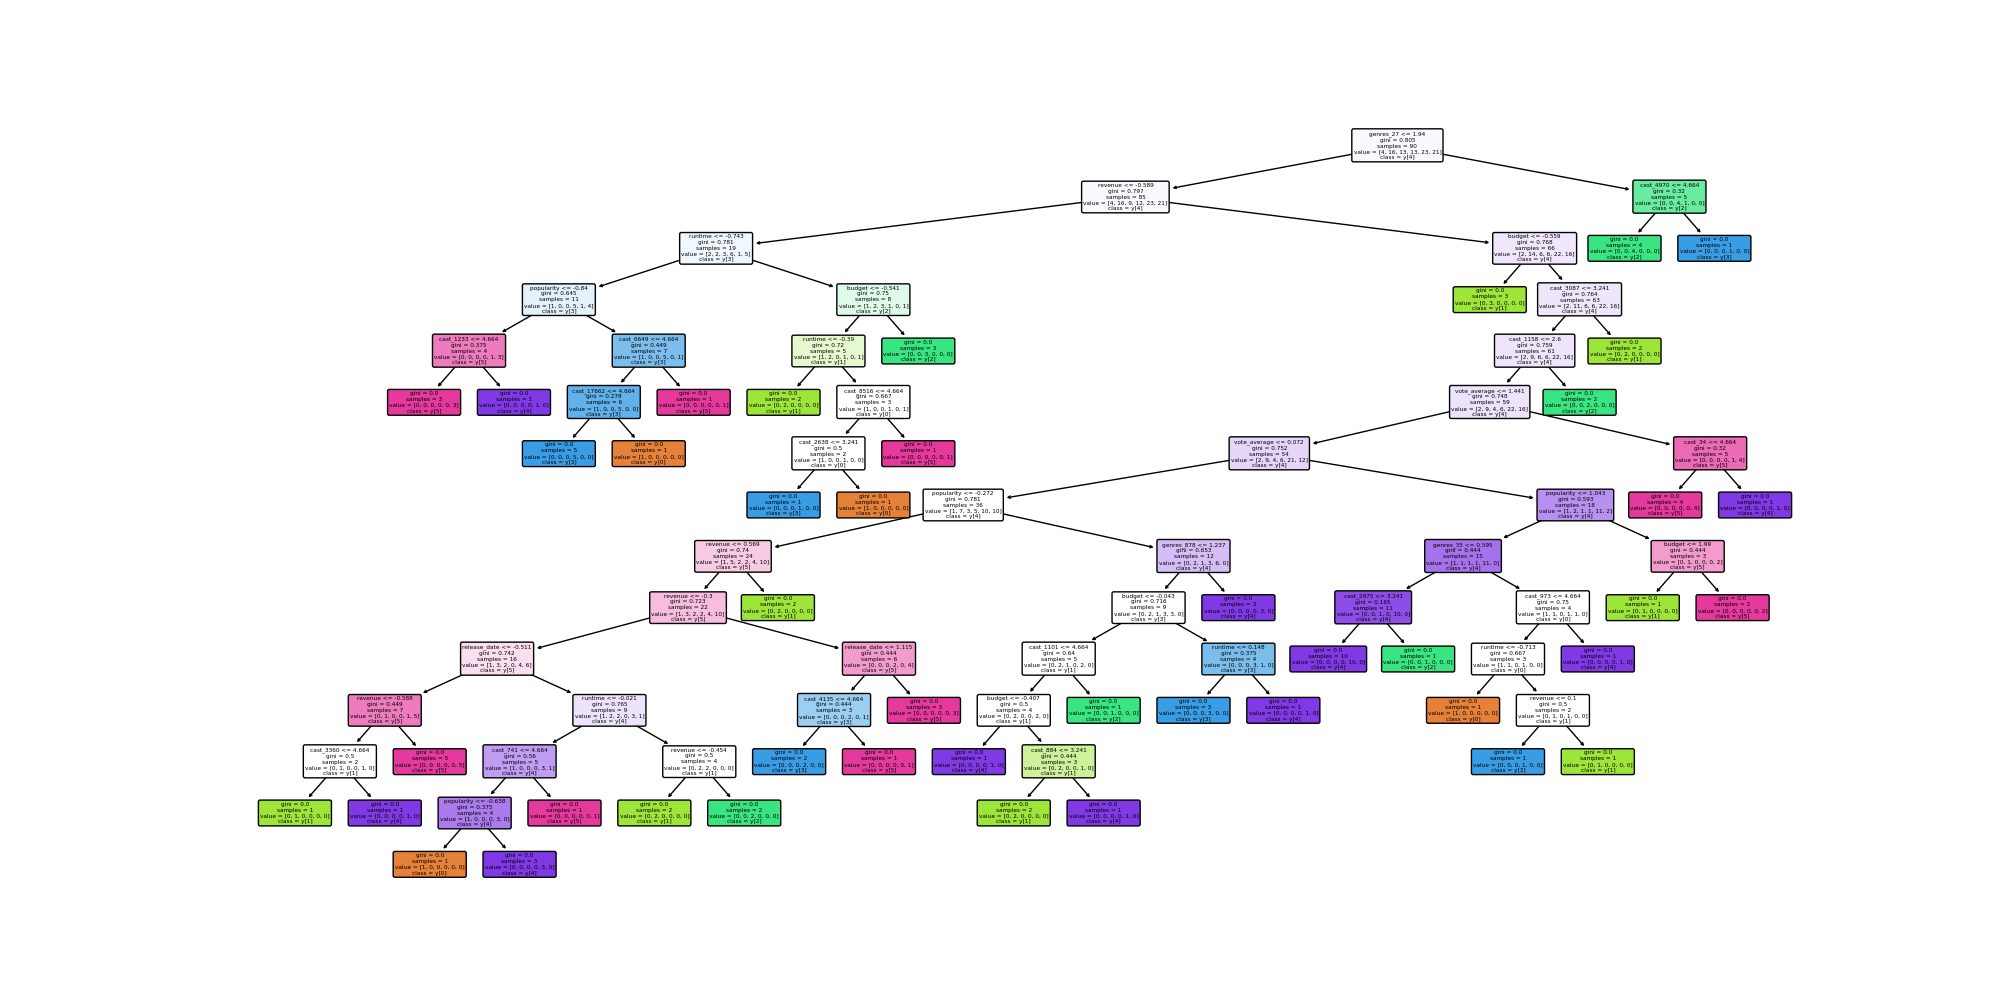 genres_27 <= 1.94
gini = 0.805
samples = 90
value = [4, 16, 13, 13, 23, 21]
class = y[4]
revenue <= -0.589
gini = 0.797
samples = 85
value = [4, 16, 9, 12, 23, 21]
class = y[4]
cast_4970 <= 4.664
gini = 0.32
samples = 5
value = [0, 0, 4, 1, 0, 0]
class = y[2]
runtime <= -0.743
gini = 0.781
samples = 19
value = [2, 2, 3, 6, 1, 5]
class = y[3]
budget <= -0.559
gini = 0.768
samples = 66
value = [2, 14, 6, 6, 22, 16]
class = y[4]
gini = 0.0
samples = 4
value = [0, 0, 4, 0, 0, 0]
class = y[2]
gini = 0.0
samples = 1
value = [0, 0, 0, 1, 0, 0]
class = y[3]
popularity <= -0.84
gini = 0.645
samples = 11
value = [1, 0, 0, 5, 1, 4]
class = y[3]
budget <= -0.541
gini = 0.75
samples = 8
value = [1, 2, 3, 1, 0, 1]
class = y[2]
gini = 0.0
samples = 3
value = [0, 3, 0, 0, 0, 0]
class = y[1]
cast_3087 <= 3.241
gini = 0.764
samples = 63
value = [2, 11, 6, 6, 22, 16]
class = y[4]
cast_1233 <= 4.664
gini = 0.375
samples = 4
value = [0, 0, 0, 0, 1, 3]
class = y[5]
cast_6649 <= 4.664
gini = 0.449
samples = 7
value = [1, 0, 0, 5, 0, 1]
class = y[3]
runtime <= -0.39
gini = 0.72
samples = 5
value = [1, 2, 0, 1, 0, 1]
class = y[1]
gini = 0.0
samples = 3
value = [0, 0, 3, 0, 0, 0]
class = y[2]
cast_1158 <= 2.6
gini = 0.759
samples = 61
value = [2, 9, 6, 6, 22, 16]
class = y[4]
gini = 0.0
samples = 2
value = [0, 2, 0, 0, 0, 0]
class = y[1]
gini = 0.0
samples = 3
value = [0, 0, 0, 0, 0, 3]
class = y[5]
gini = 0.0
samples = 1
value = [0, 0, 0, 0, 1, 0]
class = y[4]
cast_17662 <= 4.664
gini = 0.278
samples = 6
value = [1, 0, 0, 5, 0, 0]
class = y[3]
gini = 0.0
samples = 1
value = [0, 0, 0, 0, 0, 1]
class = y[5]
gini = 0.0
samples = 2
value = [0, 2, 0, 0, 0, 0]
class = y[1]
cast_8516 <= 4.664
gini = 0.667
samples = 3
value = [1, 0, 0, 1, 0, 1]
class = y[0]
vote_average <= 1.441
gini = 0.748
samples = 59
value = [2, 9, 4, 6, 22, 16]
class = y[4]
gini = 0.0
samples = 2
value = [0, 0, 2, 0, 0, 0]
class = y[2]
gini = 0.0
samples = 5
value = [0, 0, 0, 5, 0, 0]
class = y[3]
gini = 0.0
samples = 1
value = [1, 0, 0, 0, 0, 0]
class = y[0]
cast_2638 <= 3.241
gini = 0.5
samples = 2
value = [1, 0, 0, 1, 0, 0]
class = y[0]
gini = 0.0
samples = 1
value = [0, 0, 0, 0, 0, 1]
class = y[5]
vote_average <= 0.072
gini = 0.752
samples = 54
value = [2, 9, 4, 6, 21, 12]
class = y[4]
cast_34 <= 4.664
gini = 0.32
samples = 5
value = [0, 0, 0, 0, 1, 4]
class = y[5]
gini = 0.0
samples = 1
value = [0, 0, 0, 1, 0, 0]
class = y[3]
gini = 0.0
samples = 1
value = [1, 0, 0, 0, 0, 0]
class = y[0]
popularity <= -0.272
gini = 0.781
samples = 36
value = [1, 7, 3, 5, 10, 10]
class = y[4]
popularity <= 1.043
gini = 0.593
samples = 18
value = [1, 2, 1, 1, 11, 2]
class = y[4]
gini = 0.0
samples = 4
value = [0, 0, 0, 0, 0, 4]
class = y[5]
gini = 0.0
samples = 1
value = [0, 0, 0, 0, 1, 0]
class = y[4]
revenue <= 0.569
gini = 0.74
samples = 24
value = [1, 5, 2, 2, 4, 10]
class = y[5]
genres_878 <= 1.237
gini = 0.653
samples = 12
value = [0, 2, 1, 3, 6, 0]
class = y[4]
genres_35 <= 0.595
gini = 0.444
samples = 15
value = [1, 1, 1, 1, 11, 0]
class = y[4]
budget <= 1.99
gini = 0.444
samples = 3
value = [0, 1, 0, 0, 0, 2]
class = y[5]
revenue <= -0.3
gini = 0.723
samples = 22
value = [1, 3, 2, 2, 4, 10]
class = y[5]
gini = 0.0
samples = 2
value = [0, 2, 0, 0, 0, 0]
class = y[1]
budget <= -0.043
gini = 0.716
samples = 9
value = [0, 2, 1, 3, 3, 0]
class = y[3]
gini = 0.0
samples = 3
value = [0, 0, 0, 0, 3, 0]
class = y[4]
cast_2975 <= 3.241
gini = 0.165
samples = 11
value = [0, 0, 1, 0, 10, 0]
class = y[4]
cast_973 <= 4.664
gini = 0.75
samples = 4
value = [1, 1, 0, 1, 1, 0]
class = y[0]
gini = 0.0
samples = 1
value = [0, 1, 0, 0, 0, 0]
class = y[1]
gini = 0.0
samples = 2
value = [0, 0, 0, 0, 0, 2]
class = y[5]
release_date <= -0.511
gini = 0.742
samples = 16
value = [1, 3, 2, 0, 4, 6]
class = y[5]
release_date <= 1.115
gini = 0.444
samples = 6
value = [0, 0, 0, 2, 0, 4]
class = y[5]
cast_1101 <= 4.664
gini = 0.64
samples = 5
value = [0, 2, 1, 0, 2, 0]
class = y[1]
runtime <= 0.148
gini = 0.375
samples = 4
value = [0, 0, 0, 3, 1, 0]
class = y[3]
gini = 0.0
samples = 10
value = [0, 0, 0, 0, 10, 0]
class = y[4]
gini = 0.0
samples = 1
value = [0, 0, 1, 0, 0, 0]
class = y[2]
runtime <= -0.713
gini = 0.667
samples = 3
value = [1, 1, 0, 1, 0, 0]
class = y[0]
gini = 0.0
samples = 1
value = [0, 0, 0, 0, 1, 0]
class = y[4]
revenue <= -0.588
gini = 0.449
samples = 7
value = [0, 1, 0, 0, 1, 5]
class = y[5]
runtime <= -0.021
gini = 0.765
samples = 9
value = [1, 2, 2, 0, 3, 1]
class = y[4]
cast_4135 <= 4.664
gini = 0.444
samples = 3
value = [0, 0, 0, 2, 0, 1]
class = y[3]
gini = 0.0
samples = 3
value = [0, 0, 0, 0, 0, 3]
class = y[5]
budget <= -0.407
gini = 0.5
samples = 4
value = [0, 2, 0, 0, 2, 0]
class = y[1]
gini = 0.0
samples = 1
value = [0, 0, 1, 0, 0, 0]
class = y[2]
gini = 0.0
samples = 3
value = [0, 0, 0, 3, 0, 0]
class = y[3]
gini = 0.0
samples = 1
value = [0, 0, 0, 0, 1, 0]
class = y[4]
gini = 0.0
samples = 1
value = [1, 0, 0, 0, 0, 0]
class = y[0]
revenue <= 0.1
gini = 0.5
samples = 2
value = [0, 1, 0, 1, 0, 0]
class = y[1]
cast_3360 <= 4.664
gini = 0.5
samples = 2
value = [0, 1, 0, 0, 1, 0]
class = y[1]
gini = 0.0
samples = 5
value = [0, 0, 0, 0, 0, 5]
class = y[5]
cast_741 <= 4.664
gini = 0.56
samples = 5
value = [1, 0, 0, 0, 3, 1]
class = y[4]
revenue <= -0.454
gini = 0.5
samples = 4
value = [0, 2, 2, 0, 0, 0]
class = y[1]
gini = 0.0
samples = 2
value = [0, 0, 0, 2, 0, 0]
class = y[3]
gini = 0.0
samples = 1
value = [0, 0, 0, 0, 0, 1]
class = y[5]
gini = 0.0
samples = 1
value = [0, 0, 0, 0, 1, 0]
class = y[4]
cast_884 <= 3.241
gini = 0.444
samples = 3
value = [0, 2, 0, 0, 1, 0]
class = y[1]
gini = 0.0
samples = 1
value = [0, 0, 0, 1, 0, 0]
class = y[3]
gini = 0.0
samples = 1
value = [0, 1, 0, 0, 0, 0]
class = y[1]
gini = 0.0
samples = 1
value = [0, 1, 0, 0, 0, 0]
class = y[1]
gini = 0.0
samples = 1
value = [0, 0, 0, 0, 1, 0]
class = y[4]
popularity <= -0.638
gini = 0.375
samples = 4
value = [1, 0, 0, 0, 3, 0]
class = y[4]
gini = 0.0
samples = 1
value = [0, 0, 0, 0, 0, 1]
class = y[5]
gini = 0.0
samples = 2
value = [0, 2, 0, 0, 0, 0]
class = y[1]
gini = 0.0
samples = 2
value = [0, 0, 2, 0, 0, 0]
class = y[2]
gini = 0.0
samples = 2
value = [0, 2, 0, 0, 0, 0]
class = y[1]
gini = 0.0
samples = 1
value = [0, 0, 0, 0, 1, 0]
class = y[4]
gini = 0.0
samples = 1
value = [1, 0, 0, 0, 0, 0]
class = y[0]
gini = 0.0
samples = 3
value = [0, 0, 0, 0, 3, 0]
class = y[4]